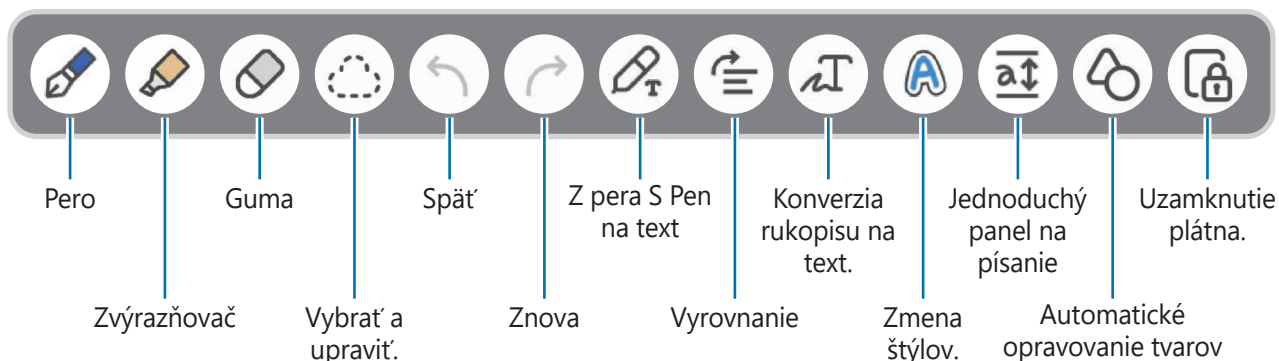 Pero
Guma
Späť
Z pera S Pen
na text
Konverzia
rukopisu na
text.
Jednoduchý
panel na
písanie
Uzamknutie
plátna.
Zvýrazňovač
Vybrať a
upraviť.
Znova
Vyrovnanie
Zmena
štýlov.
Automatické
opravovanie tvarov